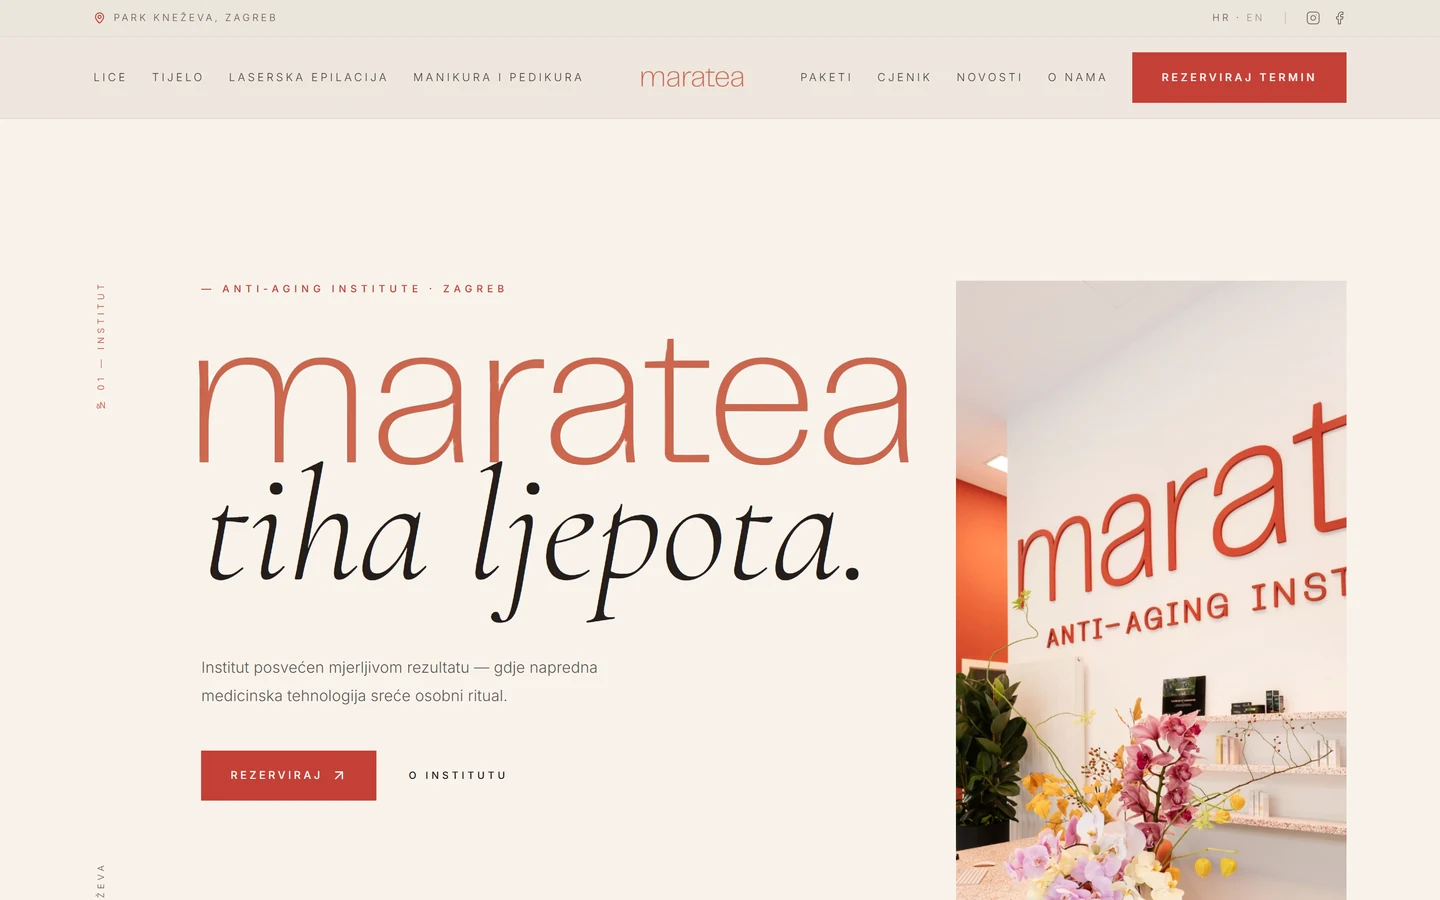 PARK KNEŽEVA, ZAGREB
HR · EN
LICE TIJELO LASERSKA EPILACIJA MANIKURA I PEDIKURA maratea PAKETI CJENIK NOVOSTI O NAMA REZERVIRAJ TERMIN
№ 01 — INSTITUT
— ANTI-AGING INSTITUTE · ZAGREB
maratea
tiha ljepota.
Institut posvećen mjerljivom rezultatu — gdje napredna
medicinska tehnologija sreće osobni ritual.
REZERVIRAJ
O INSTITUTU
marat
ANTI-AGING INST
ŽEVA